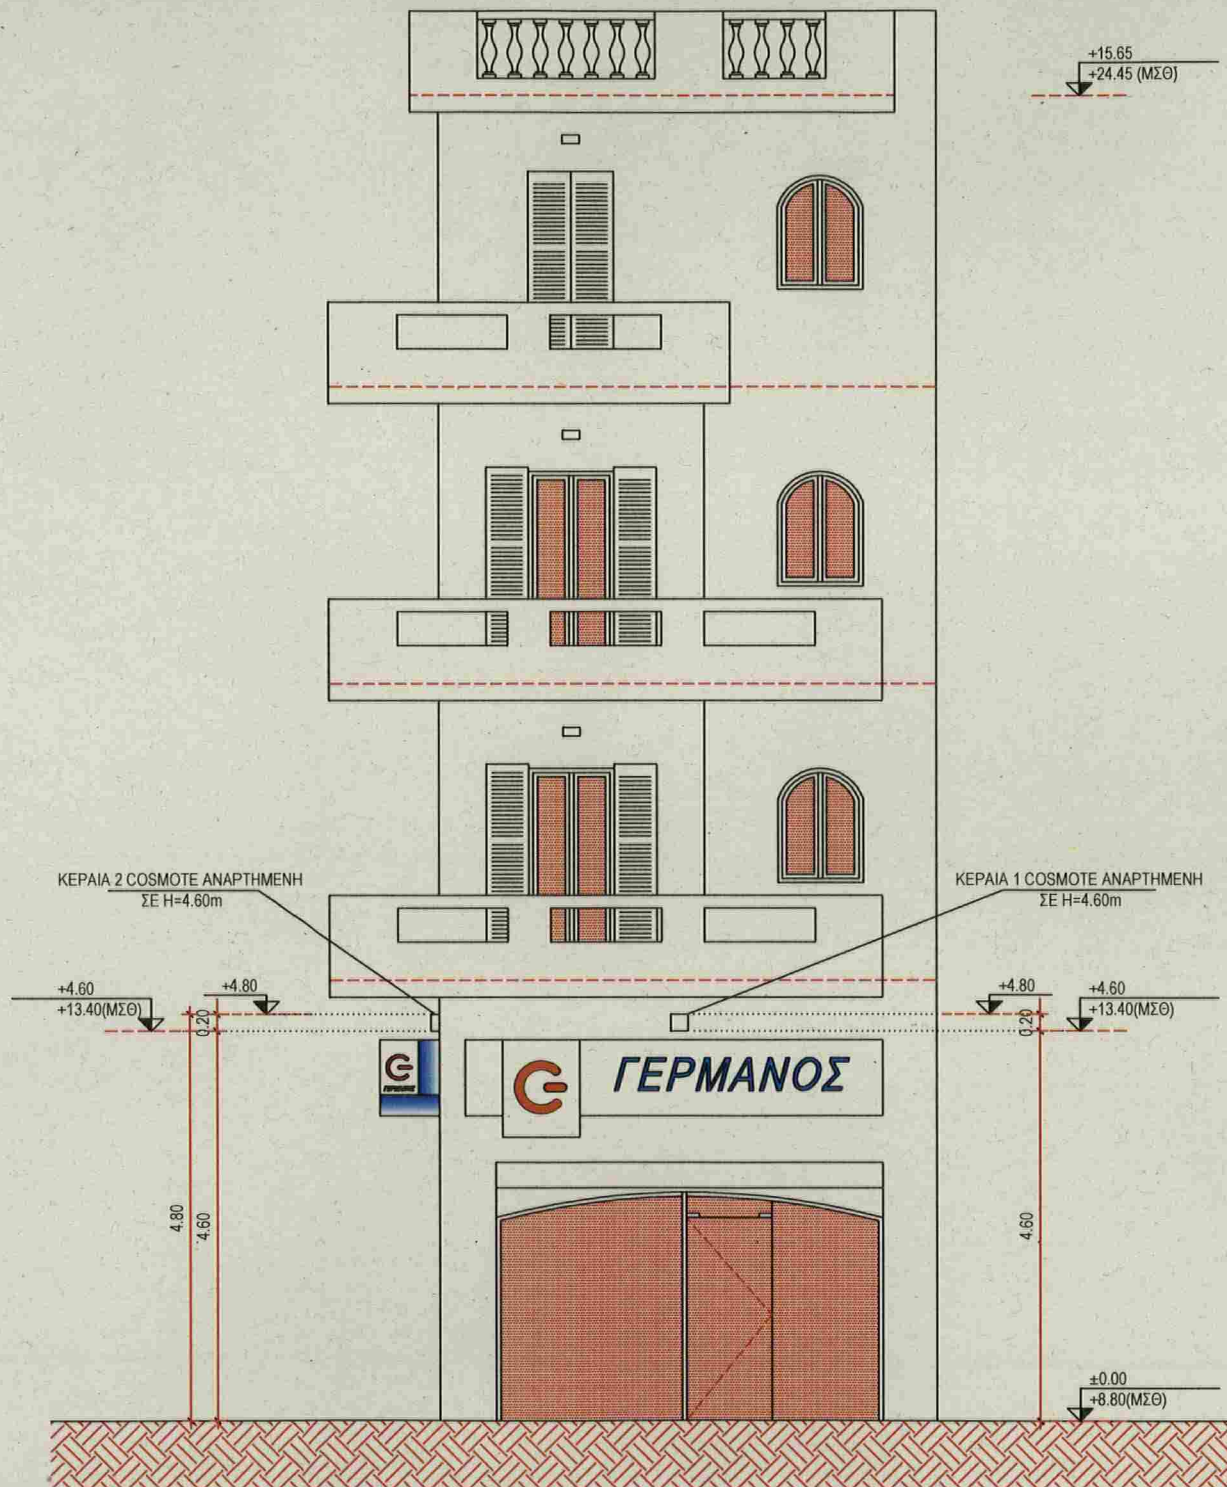 +15.65
+24.45 (ΜΣΘ)
ΚΕΡΑΙΑ 2 COSMOTE ΑΝΑΡΤΗΜΕΝΗ
ΣΕ Η=4.60m
ΚΕΡΑΙΑ 1 COSMOTE ΑΝΑΡΤΗΜΕΝΗ
ΣΕ Η=4.60m
+4.60
+13.40(ΜΣΘ)
+4.80
0.20
+4.80
0.20
+4.60
+13.40(ΜΣΘ)
ΓΕΡΜΑΝΟΣ
ΓΕΡΜΑΝΟΣ
4.80
4.60
4.60
±0.00
+8.80(ΜΣΘ)